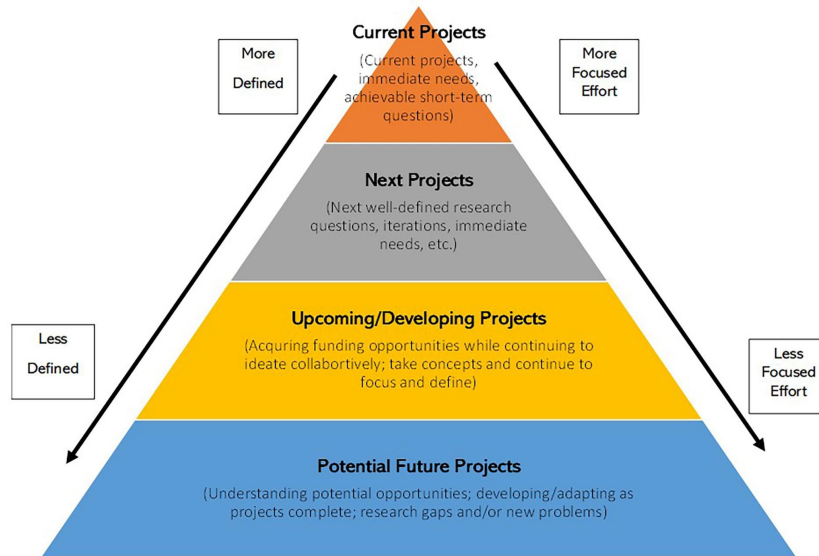 Current Projects
(Current projects,
immediate needs,
achievable short-term
questions)
More
Defined
More
Focused
Effort
Next Projects
(Next well-defined research
questions, iterations, immediate
needs, etc.)
Upcoming/Developing Projects
(Acquring funding opportunities while continuing to
ideate collabortively; take concepts and continue to
focus and define)
Less
Defined
Less
Focused
Effort
Potential Future Projects
(Understanding potential opportunities; developing/adapting as
projects complete; research gaps and/or new problems)